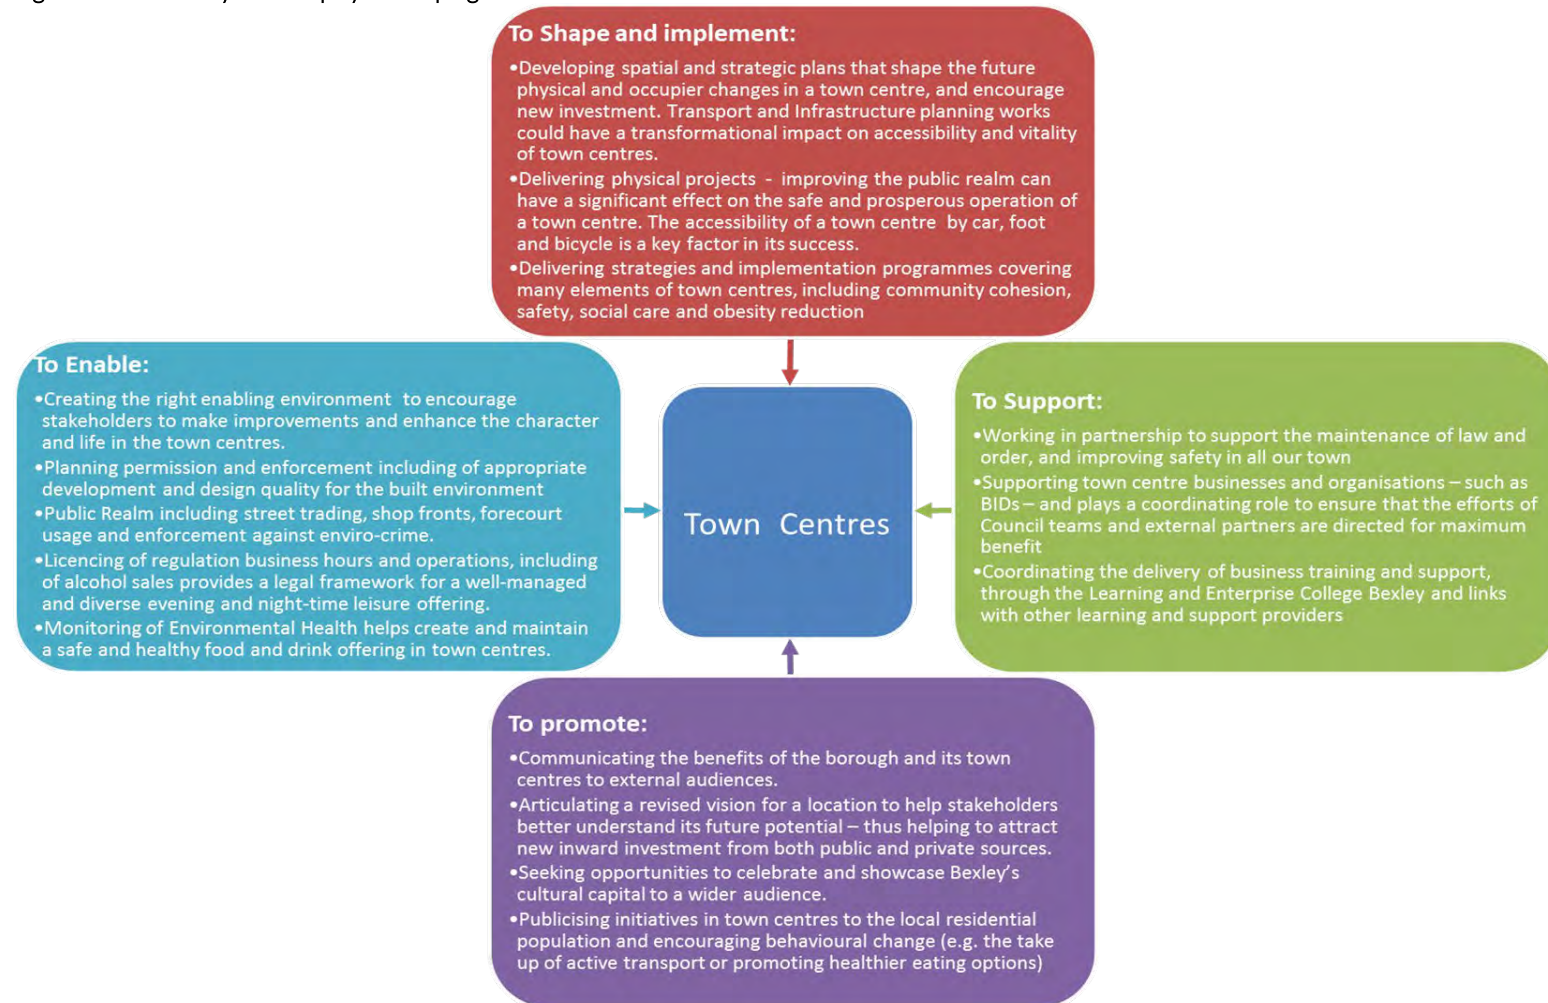 To Shape and implement:
•Developing spatial and strategic plans that shape the future
physical and occupier changes in a town centre, and encourage
new investment. Transport and Infrastructure planning works
could have a transformational impact on accessibility and vitality
of town centres.
•Delivering physical projects - improving the public realm can
have a significant effect on the safe and prosperous operation of
a town centre. The accessibility of a town centre by car, foot
and bicycle is a key factor in its success.
•Delivering strategies and implementation programmes covering
many elements of town centres, including community cohesion,
safety, social care and obesity reduction
To Enable:
•Creating the right enabling environment to encourage
stakeholders to make improvements and enhance the character
and life in the town centres.
•Planning permission and enforcement including of appropriate
development and design quality for the built environment
•Public Realm including street trading, shop fronts, forecourt
usage and enforcement against enviro-crime.
•Licencing of regulation business hours and operations, including
of alcohol sales provides a legal framework for a well-managed
and diverse evening and night-time leisure offering.
•Monitoring of Environmental Health helps create and maintain
a safe and healthy food and drink offering in town centres.
Town Centres
To Support:
•Working in partnership to support the maintenance of law and
order, and improving safety in all our town
•Supporting town centre businesses and organisations – such as
BIDs – and plays a coordinating role to ensure that the efforts of
Council teams and external partners are directed for maximum
benefit
•Coordinating the delivery of business training and support,
through the Learning and Enterprise College Bexley and links
with other learning and support providers
To promote:
•Communicating the benefits of the borough and its town
centres to external audiences.
•Articulating a revised vision for a location to help stakeholders
better understand its future potential – thus helping to attract
new inward investment from both public and private sources.
•Seeking opportunities to celebrate and showcase Bexley’s
cultural capital to a wider audience.
•Publicising initiatives in town centres to the local residential
population and encouraging behavioural change (e.g. the take
up of active transport or promoting healthier eating options)